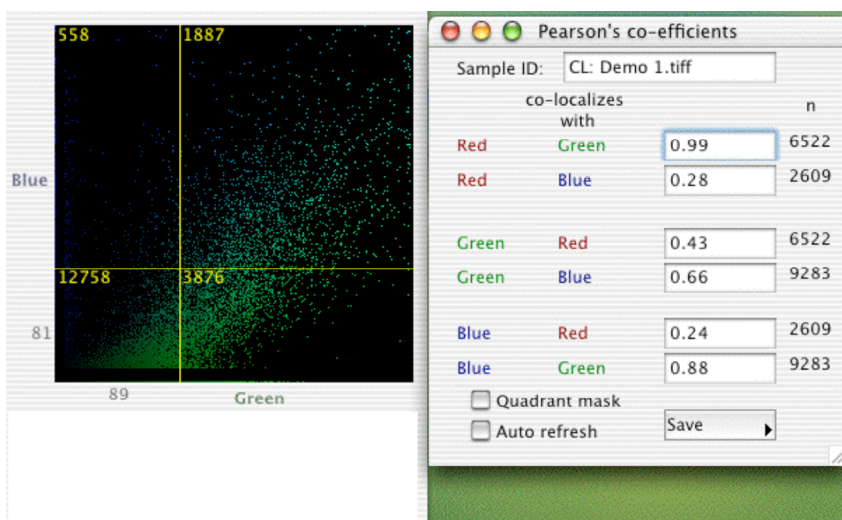 558 1887
Blue
12758 3876
81
89 Green
Pearson's co-efficients
Sample ID: CL: Demo 1.tiff
co-localizes
with
n
Red Green 0.99 6522
Red Blue 0.28 2609
Green Red 0.43 6522
Green Blue 0.66 9283
Blue Red 0.24 2609
Blue Green 0.88 9283
Quadrant mask
Auto refresh Save